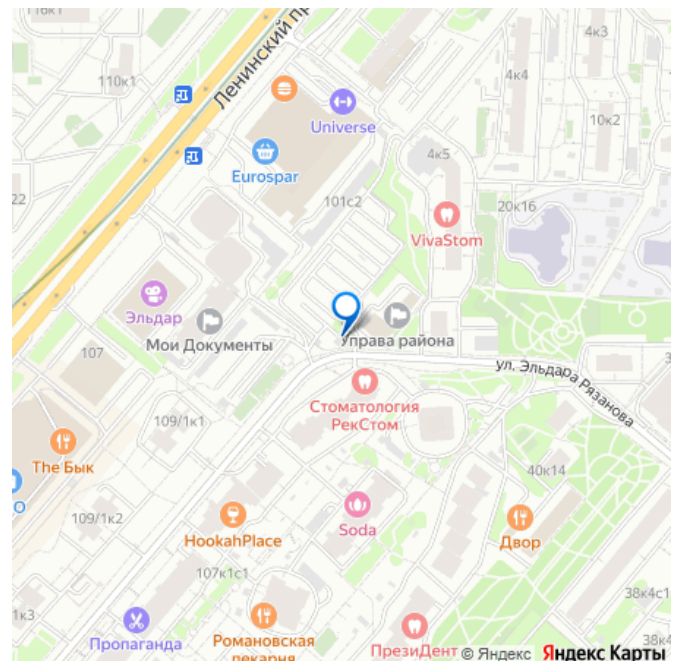 116к1
Ленинский пр
4к3
110к1
4к4
Universe
10к2
4к5
Eurospar
101с2
22
20к16
VivaStom
Эльдар
Мои Документы
Управа района
107
ул. Эльдара Рязанова
Стоматология
РекСтом
109/1к1
The Бык
О
40к14
109/1к2
HookahPlace
Soda
Двор
107к1с1
38к4с1
1к3
Пропаганда
Романовская
пекарня
ПрезиДент
38к4
© Яндекс Яндекс Карты